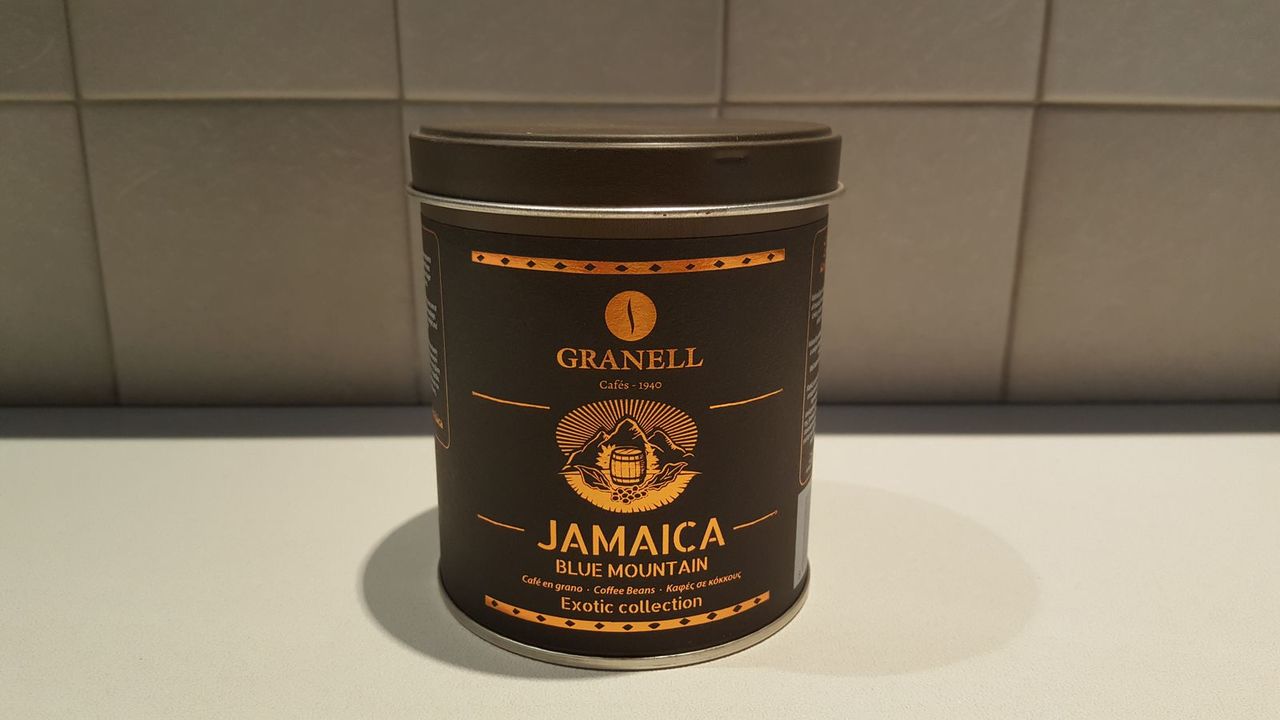 GRANELL
Cafés - 1940
JAMAICA
BLUE MOUNTAIN
Café en grano · Coffee Beans · Καφές σε κόκκους
Exotic collection